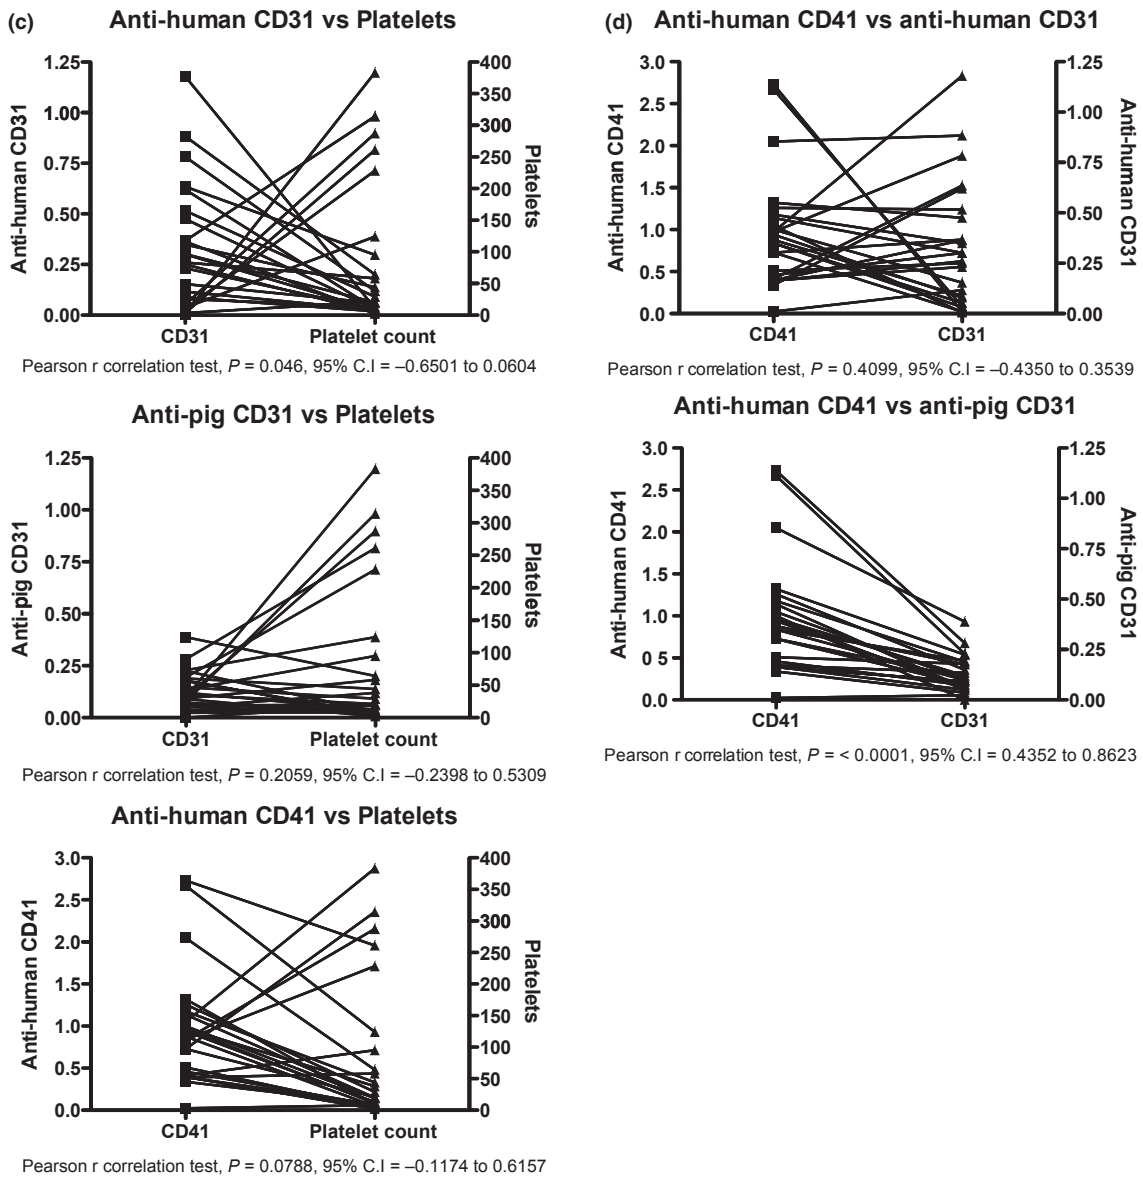 (c)
Anti-human CD31 vs Platelets
Anti-human CD31
1.25
1.00
0.75
0.50
0.25
0.00
400
350
300
250
200
150
100
50
0
Platelets
CD31
Platelet count
Pearson r correlation test, P = 0.046, 95% C.I = –0.6501 to 0.0604
Anti-pig CD31 vs Platelets
Anti-pig CD31
1.25
1.00
0.75
0.50
0.25
0.00
400
350
300
250
200
150
100
50
0
Platelets
CD31
Platelet count
Pearson r correlation test, P = 0.2059, 95% C.I = –0.2398 to 0.5309
Anti-human CD41 vs Platelets
Anti-human CD41
3.0
2.5
2.0
1.5
1.0
0.5
0.0
400
350
300
250
200
150
100
50
0
Platelets
CD41
Platelet count
Pearson r correlation test, P = 0.0788, 95% C.I = –0.1174 to 0.6157
(d)
Anti-human CD41 vs anti-human CD31
Anti-human CD41
3.0
2.5
2.0
1.5
1.0
0.5
0.0
1.25
1.00
0.75
0.50
0.25
0.00
Anti-human CD31
CD41
CD31
Pearson r correlation test, P = 0.4099, 95% C.I = –0.4350 to 0.3539
Anti-human CD41 vs anti-pig CD31
Anti-human CD41
3.0
2.5
2.0
1.5
1.0
0.5
0.0
1.25
1.00
0.75
0.50
0.25
0.00
Anti-pig CD31
CD41
CD31
Pearson r correlation test, P = < 0.0001, 95% C.I = 0.4352 to 0.8623